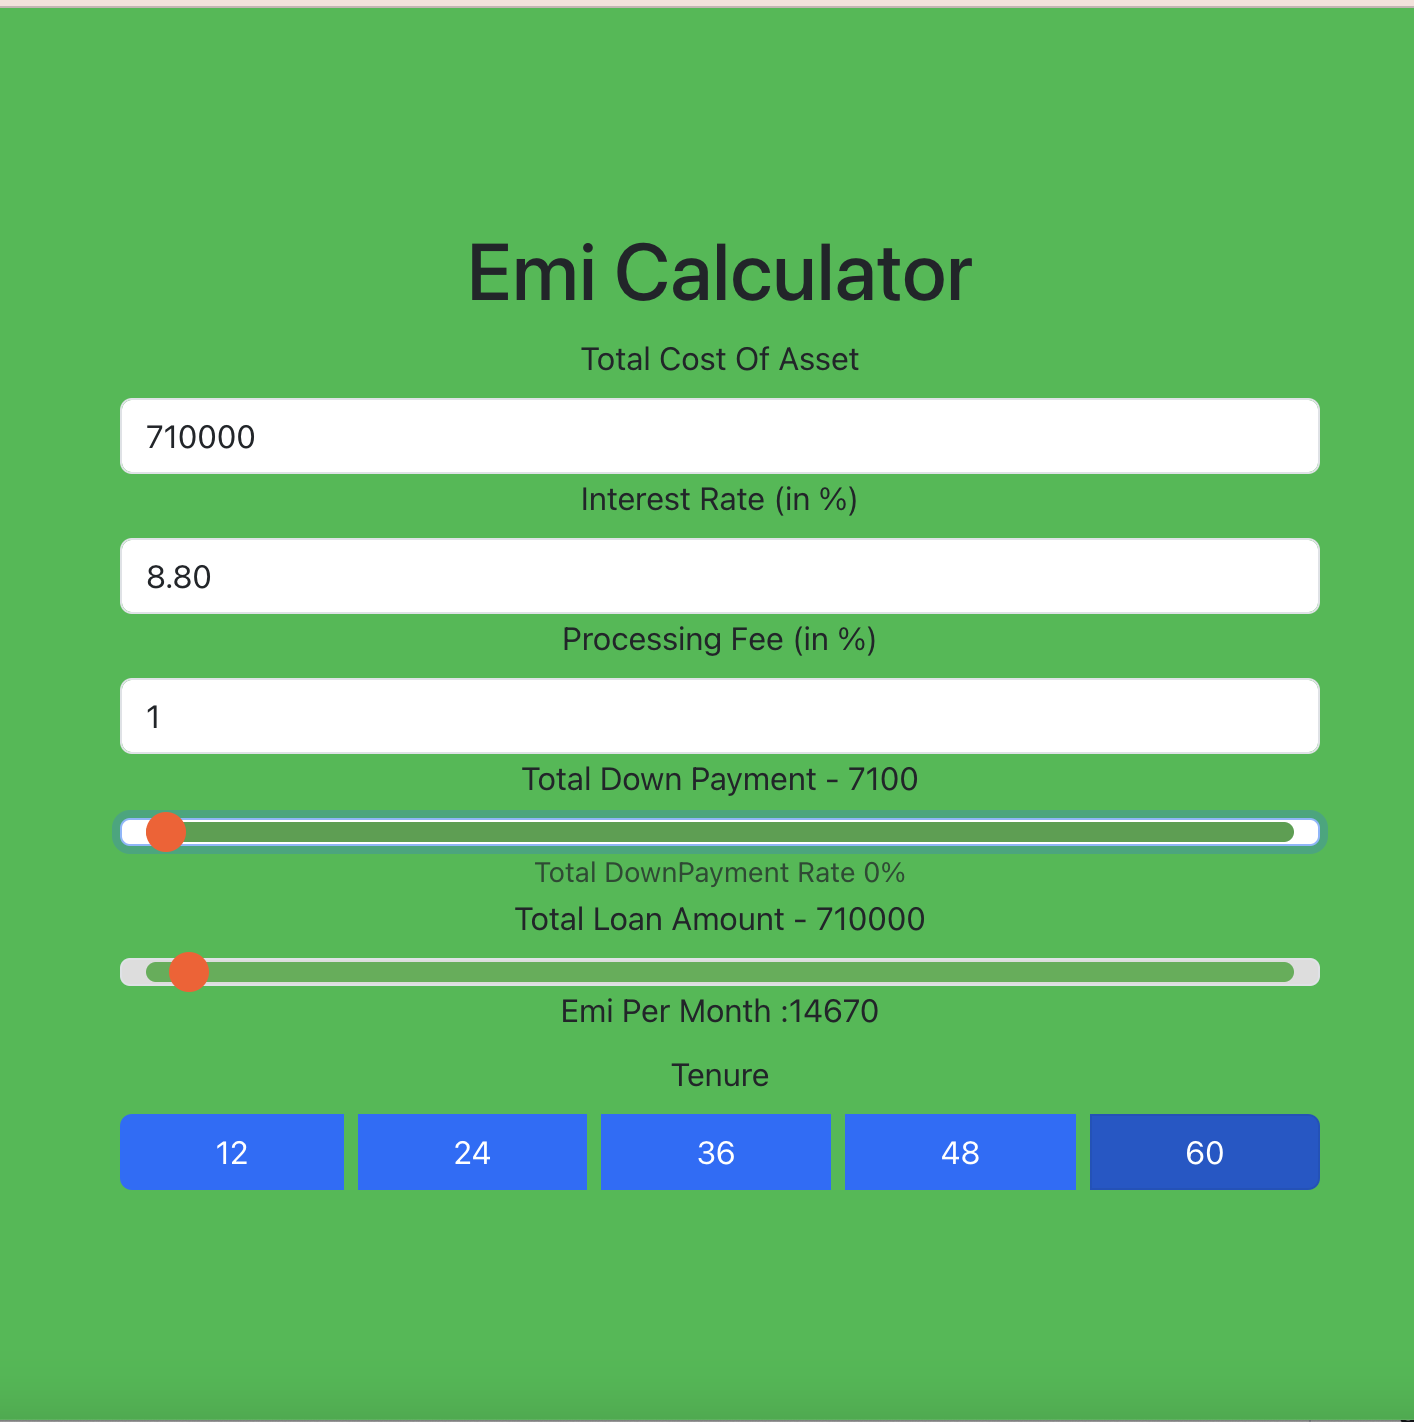 Emi Calculator
Total Cost Of Asset
710000
Interest Rate (in %)
8.80
Processing Fee (in %)
1
Total Down Payment - 7100
Total DownPayment Rate 0%
Total Loan Amount - 710000
Emi Per Month :14670
Tenure
12 24 36 48 60